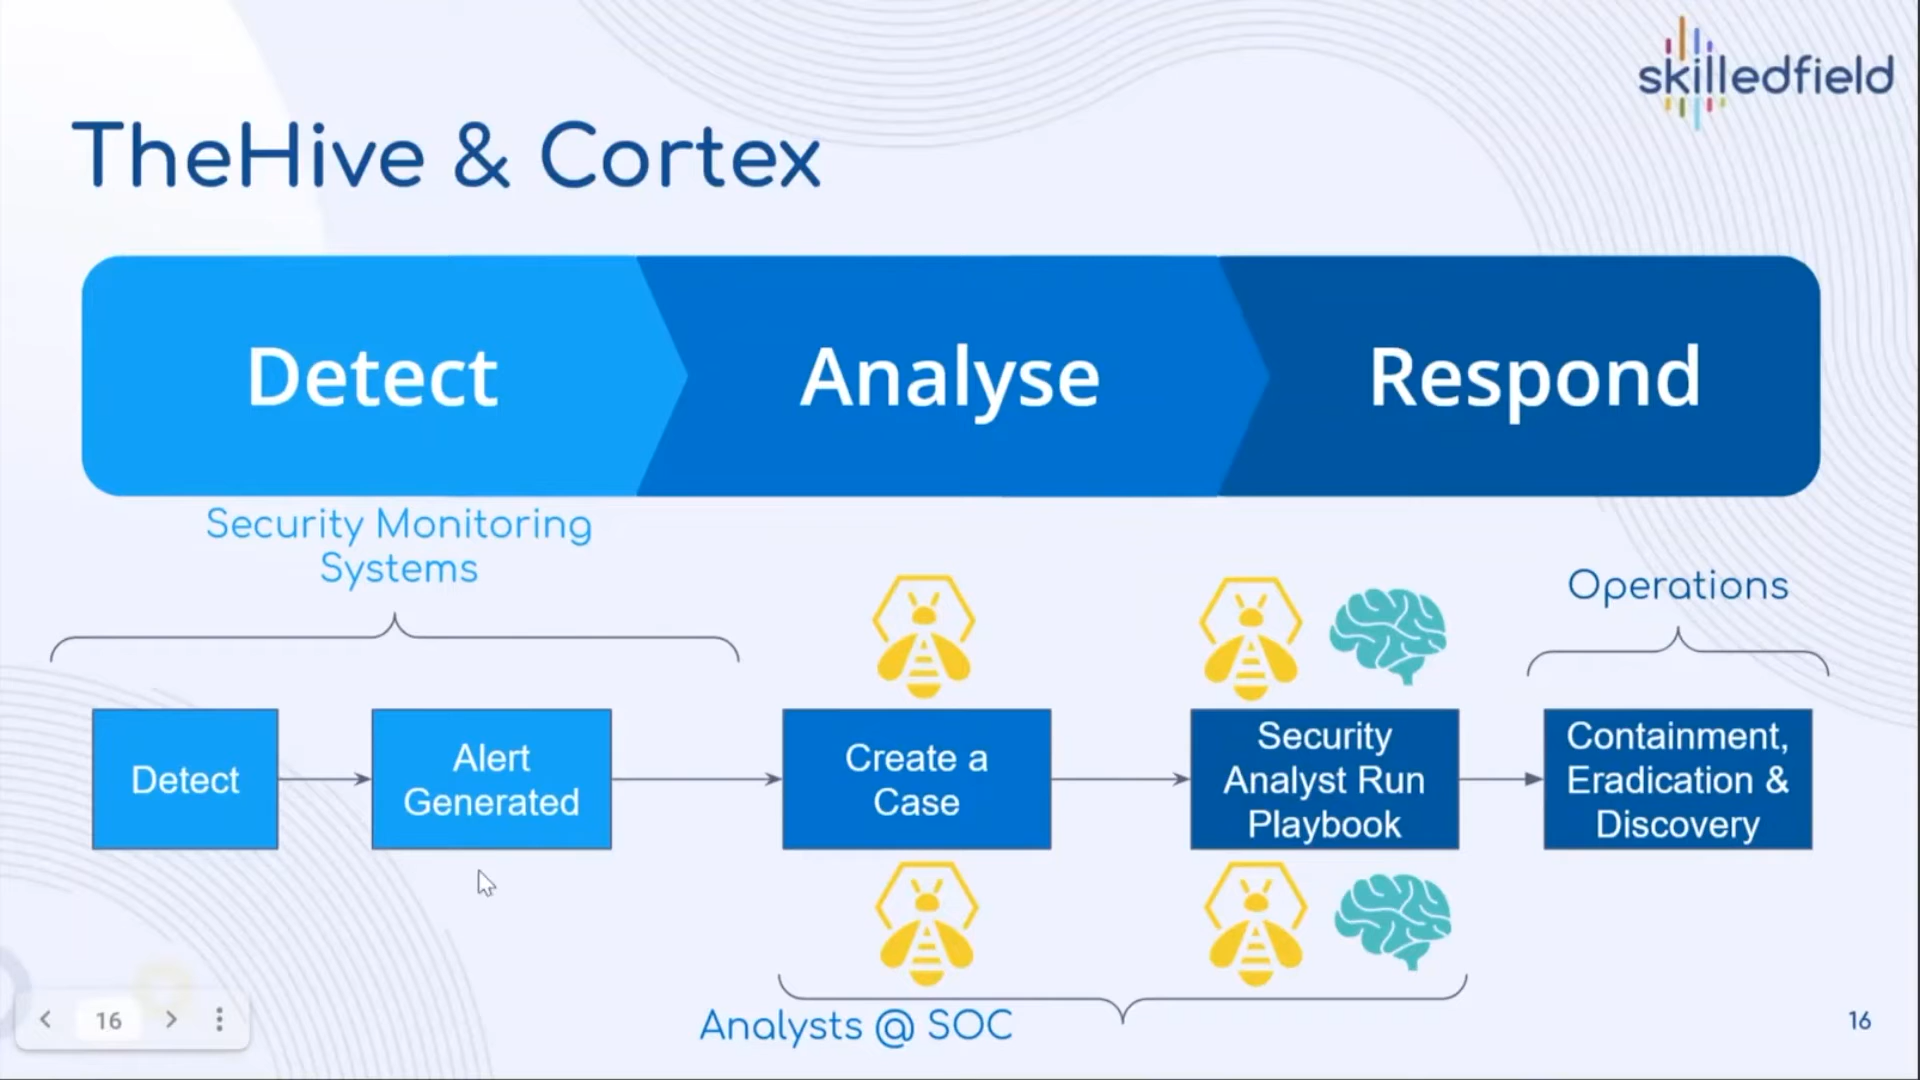 skilledfield
TheHive & Cortex
Detect
Analyse
Respond
Security Monitoring
Systems
Operations
Detect
Alert
Generated
Create a
Case
Security
Analyst Run
Playbook
Containment,
Eradication &
Discovery
Analysts @ SOC
16
16